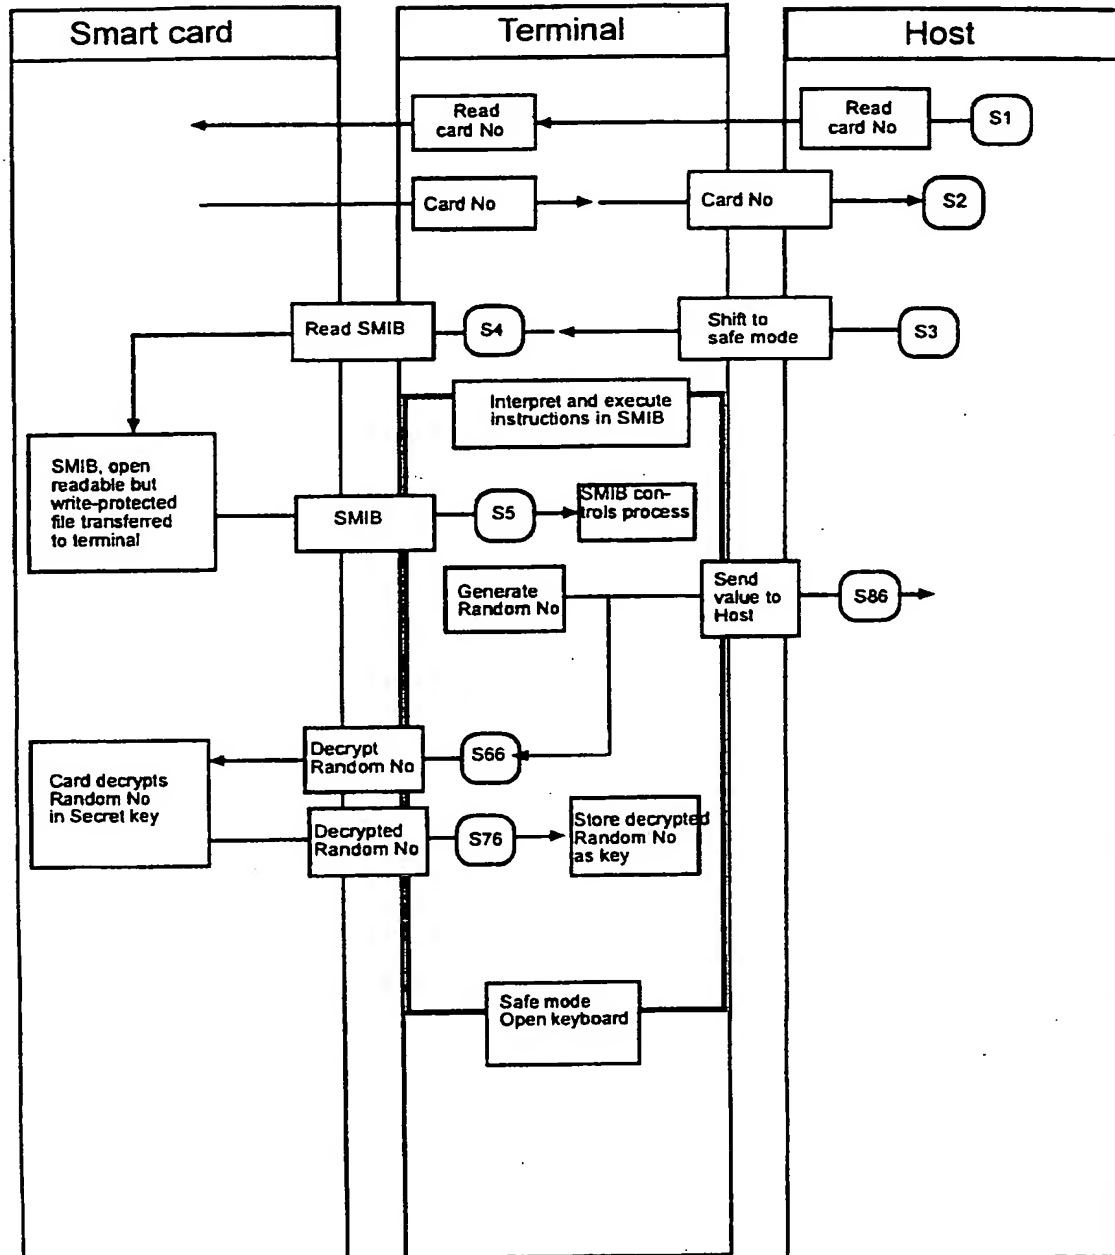 Smart card
Terminal
Host
Read
card No
Read
card No
S1
Card No
Card No
S2
Read SMIB
S4
Shift to
safe mode
S3
Interpret and execute
instructions in SMIB
SMIB, open
readable but
write-protected
file transferred
to terminal
SMIB
S5
SMIB con-
trols process
Generate
Random No
Send
value to
Host
S86
Decrypt
Random No
S66
Card decrypts
Random No
in Secret key
Decrypted
Random No
S76
Store decrypted
Random No
as key
Safe mode
Open keyboard